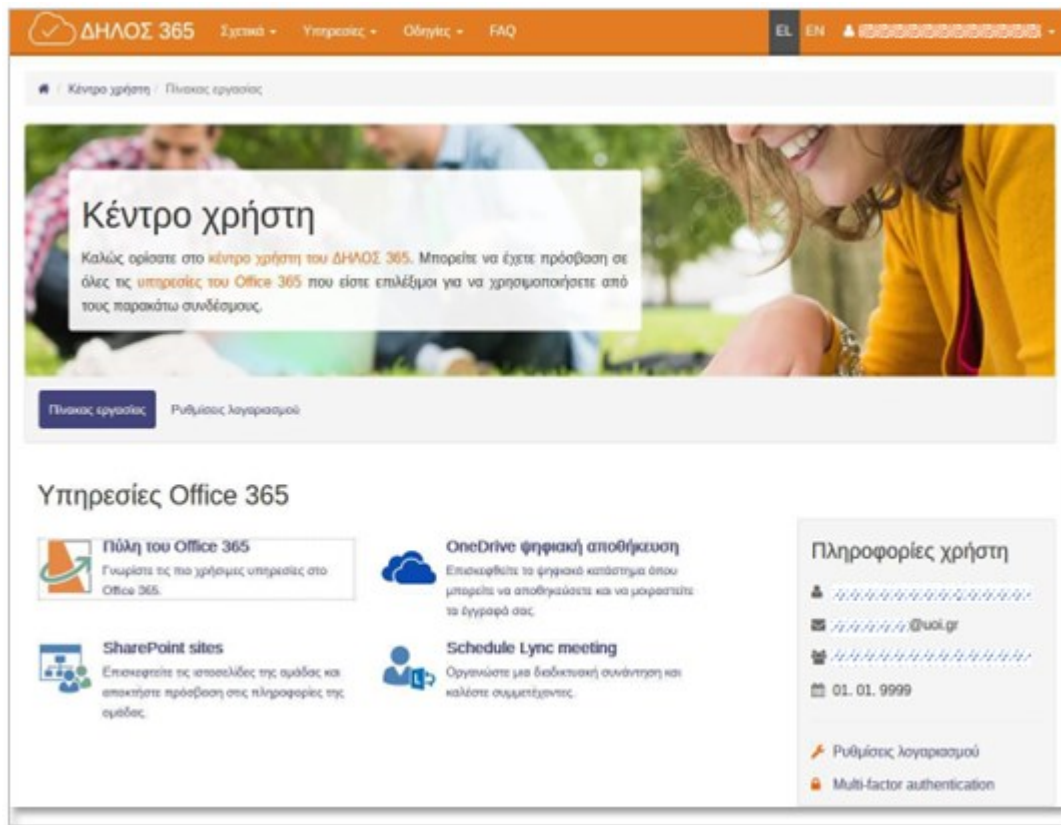 ΔΗΛΟΣ 365 Σχετικά Υπηρεσίες Οδηγίες FAQ EL EN
Κέντρο χρήστη / Πίνακας εργασίας
Κέντρο χρήστη
Καλώς ορίσατε στο κέντρο χρήστη του ΔΗΛΟΣ 365. Μπορείτε να έχετε πρόσβαση σε
όλες τις υπηρεσίες του Office 365 που είστε επιλέξιμοι για να χρησιμοποιήσετε από
τους παρακάτω συνδέσμους.
Πίνακας εργασίας Ρυθμίσεις λογαριασμού
Υπηρεσίες Office 365
Πύλη του Office 365
Γνωρίστε τις πιο χρήσιμες υπηρεσίες στο
Office 365.
OneDrive ψηφιακή αποθήκευση
Επισκεφθείτε το ψηφιακό κατάστημα όπου
μπορείτε να αποθηκεύσετε και να μοιραστείτε
τα έγγραφά σας.
SharePoint sites
Επισκεφτείτε τις ιστοσελίδες της ομάδας και
αποκτήστε πρόσβαση στις πληροφορίες της
ομάδας.
Schedule Lync meeting
Οργανώστε μια διαδικτυακή συνάντηση και
καλέστε συμμετέχοντες.
Πληροφορίες χρήστη
@uoi.gr
01. 01. 9999
Ρυθμίσεις λογαριασμού
Multi-factor authentication